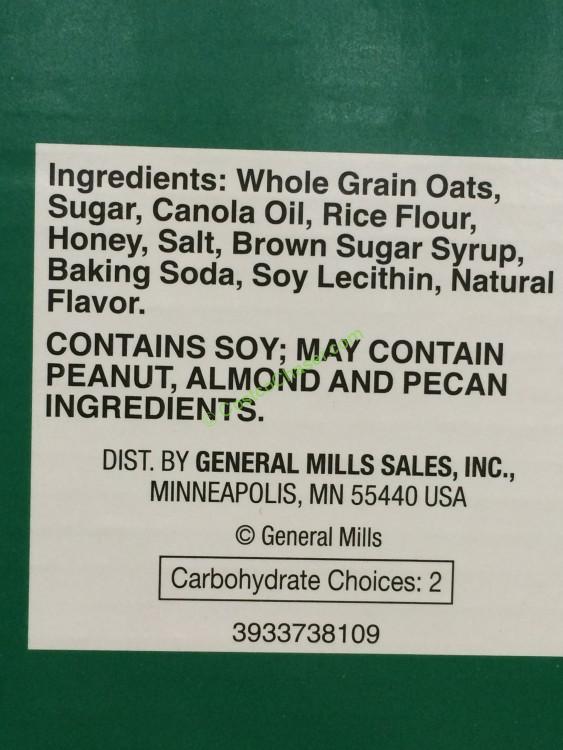 Ingredients: Whole Grain Oats,
Sugar, Canola Oil, Rice Flour,
Honey, Salt, Brown Sugar Syrup,
Baking Soda, Soy Lecithin, Natural
Flavor.
CONTAINS SOY; MAY CONTAIN
PEANUT, ALMOND AND PECAN
INGREDIENTS.
DIST. BY GENERAL MILLS SALES, INC.,
MINNEAPOLIS, MN 55440 USA
© General Mills
Carbohydrate Choices: 2
3933738109